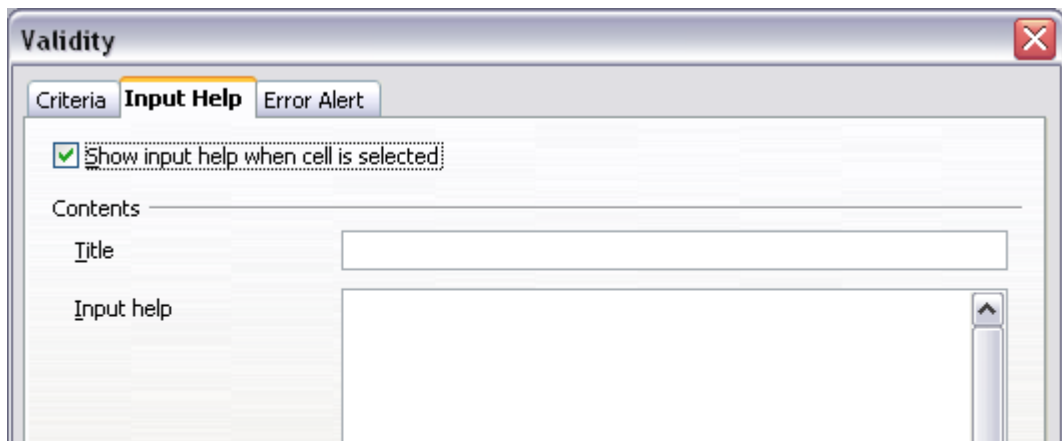 Validity
Criteria Input Help Error Alert
Show input help when cell is selected
Contents
Title
Input help